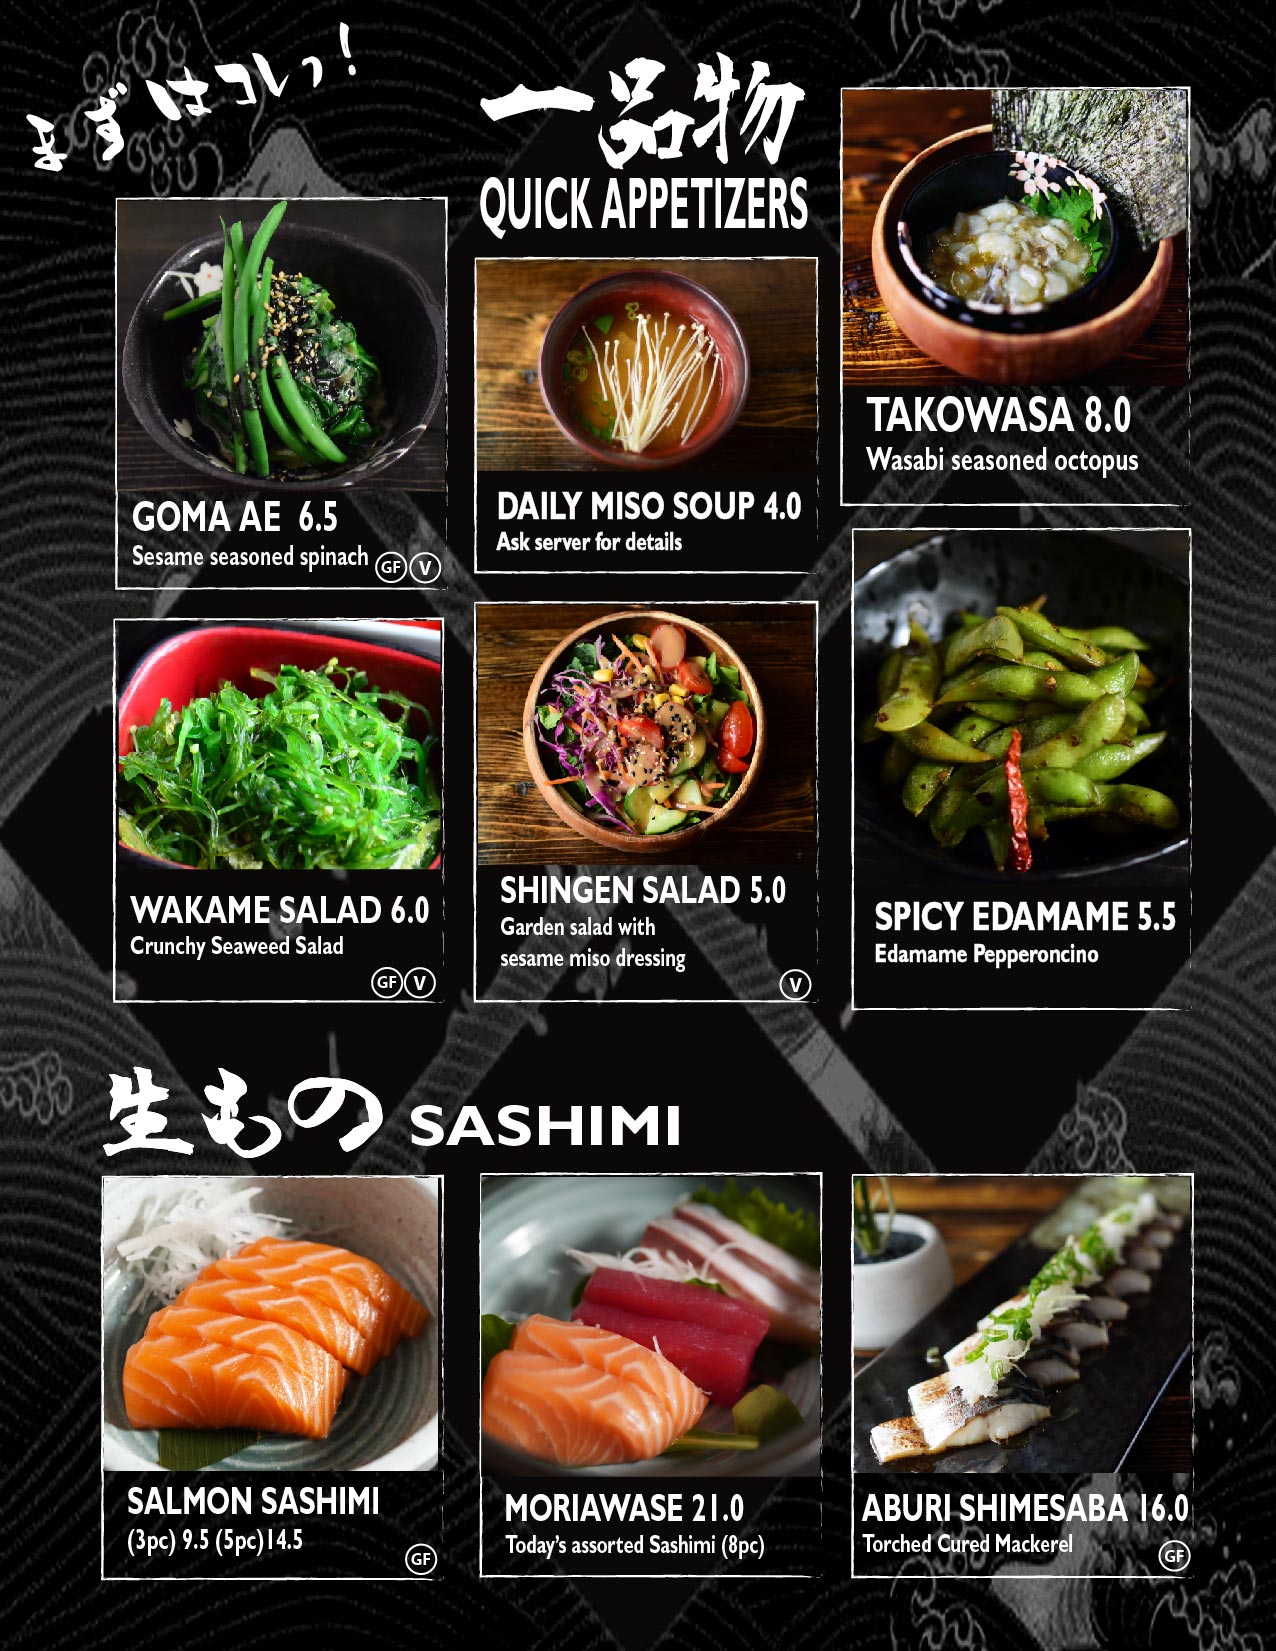 まずはコレっ!
一品物
QUICK APPETIZERS
GOMA AE 6.5
Sesame seasoned spinach GF V
DAILY MISO SOUP 4.0
Ask server for details
TAKOWASA 8.0
Wasabi seasoned octopus
WAKAME SALAD 6.0
Crunchy Seaweed Salad
GF V
SHINGEN SALAD 5.0
Garden salad with
sesame miso dressing
V
SPICY EDAMAME 5.5
Edamame Pepperoncino
生もの SASHIMI
SALMON SASHIMI
(3pc) 9.5 (5pc)14.5
GF
MORIAWASE 21.0
Today's assorted Sashimi (8pc)
ABURI SHIMESABA 16.0
Torched Cured Mackerel
GF